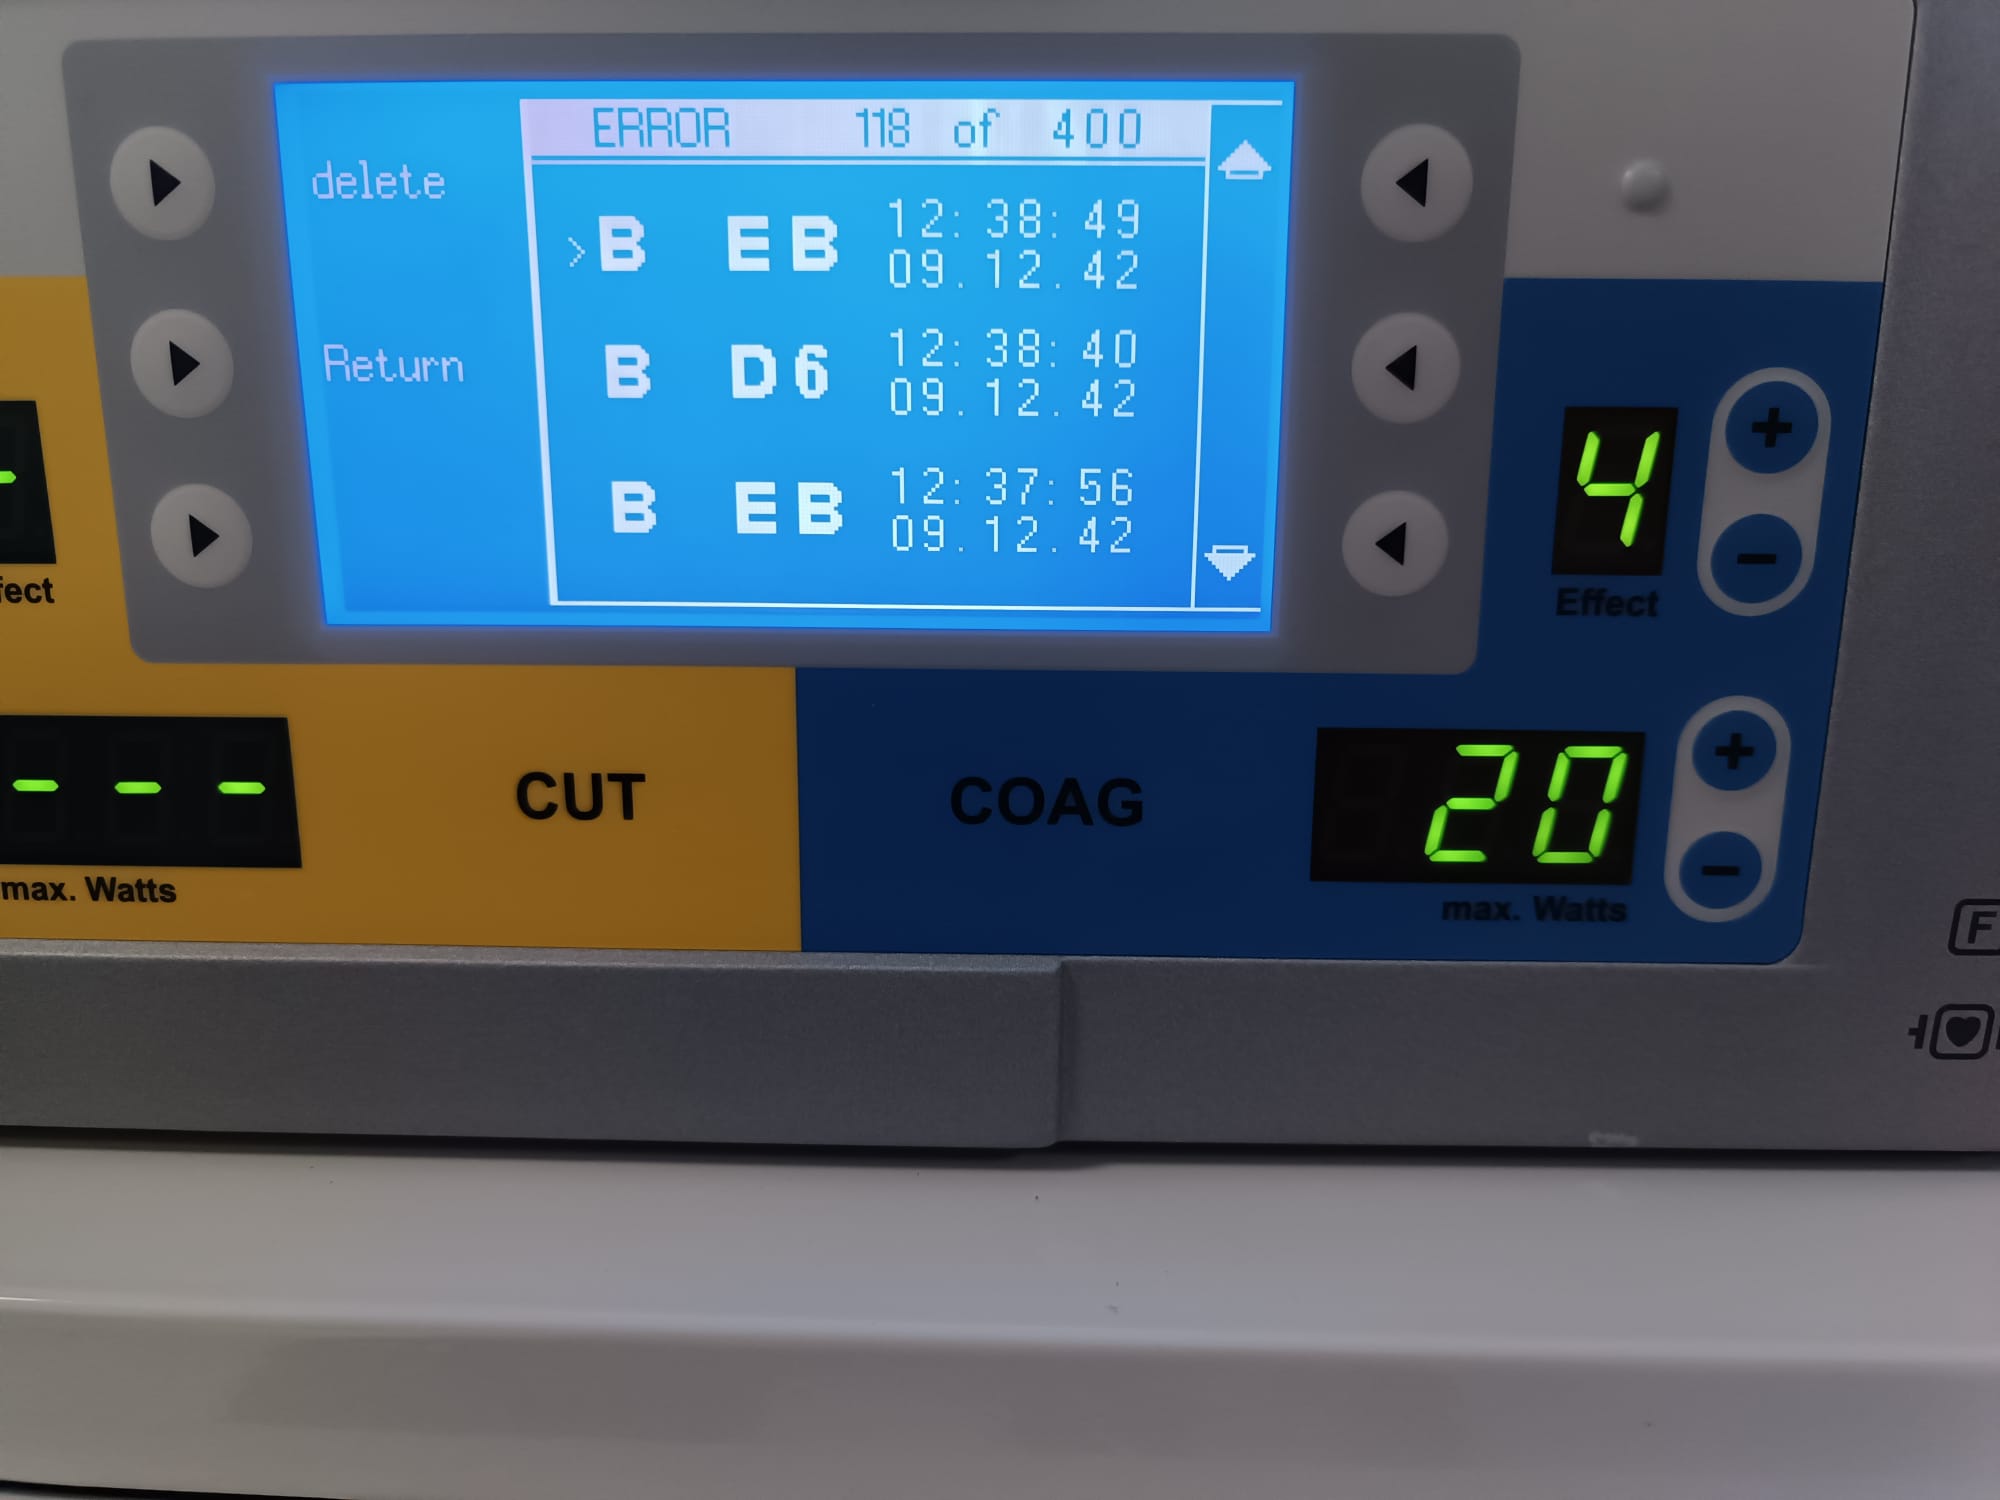 ERROR 118 of 400
delete
>B EB 12:38:49
09.12.42
B D6 12:38:40
09.12.42
Return
B EB 12:37:56
09.12.42
4
Effect
fect
- - -
max. Watts
CUT
COAG
20
max. Watts
F